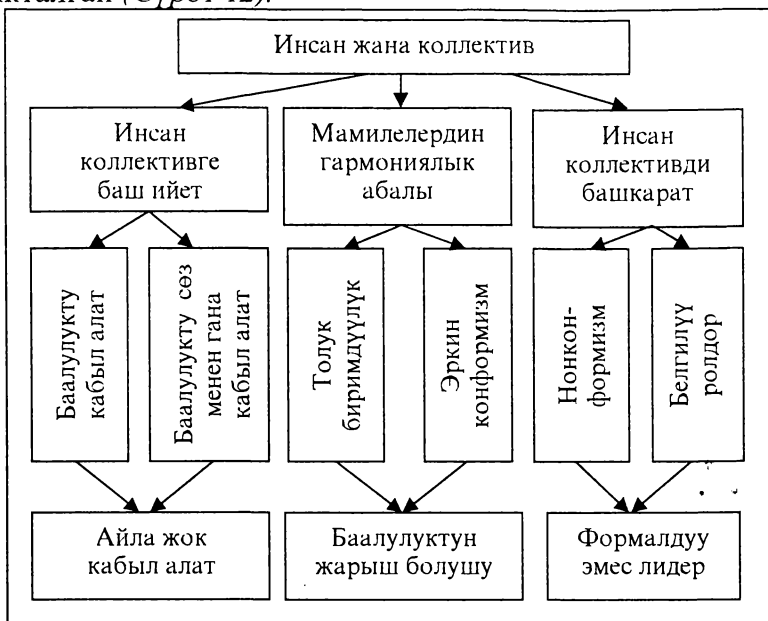 Инсан жана коллектив
Инсан
коллективге
баш ийет
Мамилелердин
гармониялык
абалы
Инсан
коллективди
башкарат
Баалулукту
кабыл алат
Баалулукту сөз
менен гана
кабыл алат
Толук
биримдүүлүк
Эркин
конформизм
Нонкон-
формизм
Белгилүү
ролдор
Айла жок
кабыл алат
Баалулуктун
жарыш болушу
Формалдуу
эмес лидер